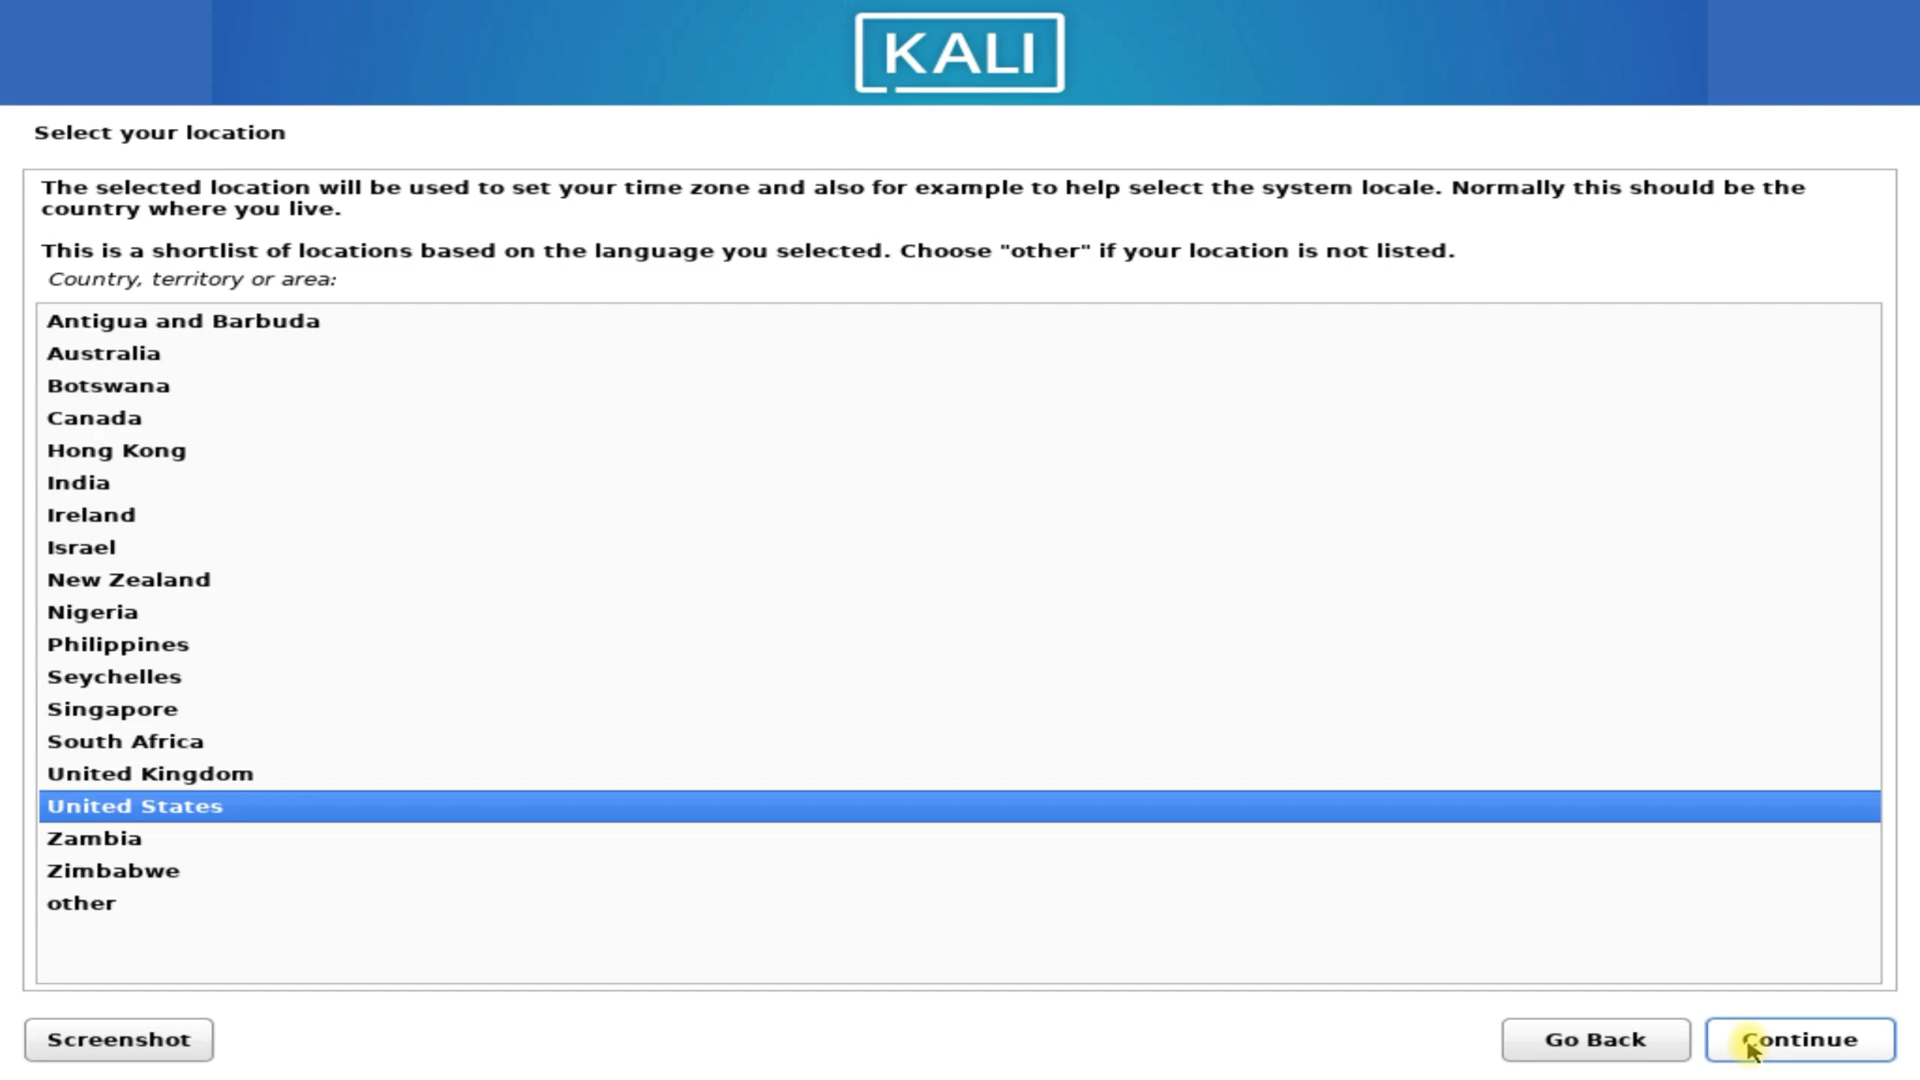 KALI
Select your location
The selected location will be used to set your time zone and also for example to help select the system locale. Normally this should be the
country where you live.
This is a shortlist of locations based on the language you selected. Choose "other" if your location is not listed.
Country, territory or area:
Antigua and Barbuda
Australia
Botswana
Canada
Hong Kong
India
Ireland
Israel
New Zealand
Nigeria
Philippines
Seychelles
Singapore
South Africa
United Kingdom
United States
Zambia
Zimbabwe
other
Screenshot
Go Back
Continue